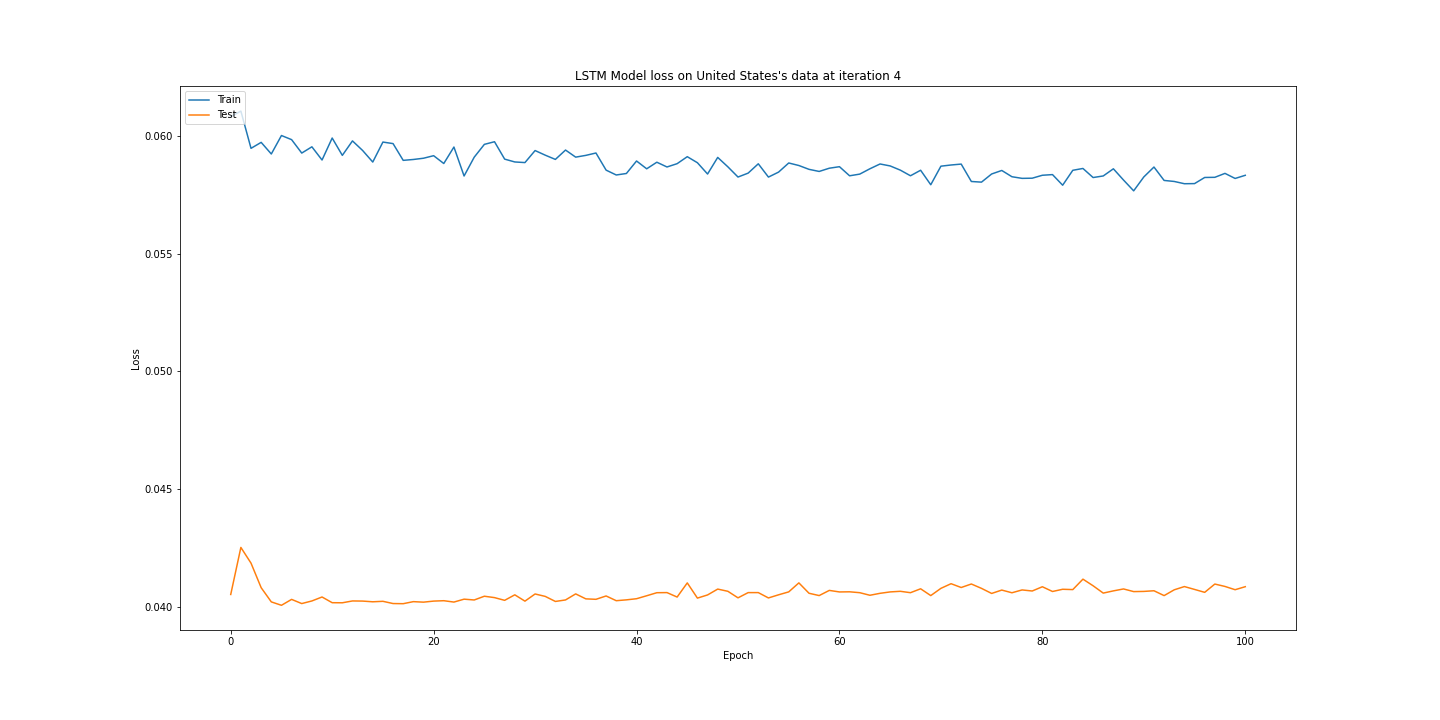 LSTM Model loss on United States's data at iteration 4
Train
Test
0.060
0.055
0.050
0.045
0.040
Loss
0 20 40 60 80 100
Epoch